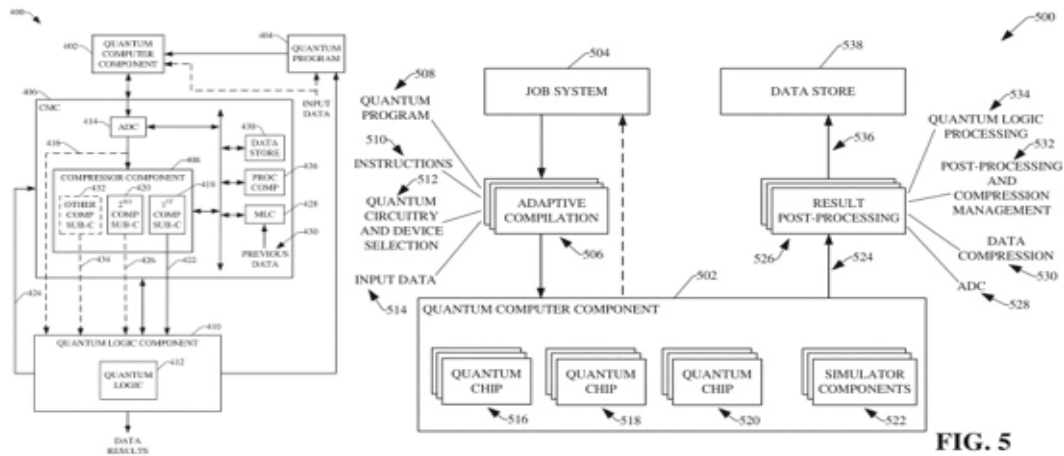 400
402
QUANTUM
COMPUTER
COMPONENT
404
QUANTUM
PROGRAM
INPUT
DATA
406
CMC
414
ADC
416
408
COMPRESSOR COMPONENT
432
OTHER
COMP
SUB-C
420
2ND
COMP
SUB-C
418
1ST
COMP
SUB-C
438
DATA
STORE
436
PROC
COMP
428
MLC
430
PREVIOUS
DATA
434
426
422
424
410
QUANTUM LOGIC COMPONENT
412
QUANTUM
LOGIC
DATA
RESULTS
500
504
JOB SYSTEM
538
DATA STORE
508
QUANTUM
PROGRAM
510
INSTRUCTIONS
512
QUANTUM
CIRCUITRY
AND DEVICE
SELECTION
INPUT DATA
514
ADAPTIVE
COMPILATION
506
536
534
QUANTUM LOGIC
PROCESSING
532
POST-PROCESSING
AND
COMPRESSION
MANAGEMENT
RESULT
POST-PROCESSING
526
524
DATA
COMPRESSION
530
ADC
528
502
QUANTUM COMPUTER COMPONENT
QUANTUM
CHIP
516
QUANTUM
CHIP
518
QUANTUM
CHIP
520
SIMULATOR
COMPONENTS
522
FIG. 5